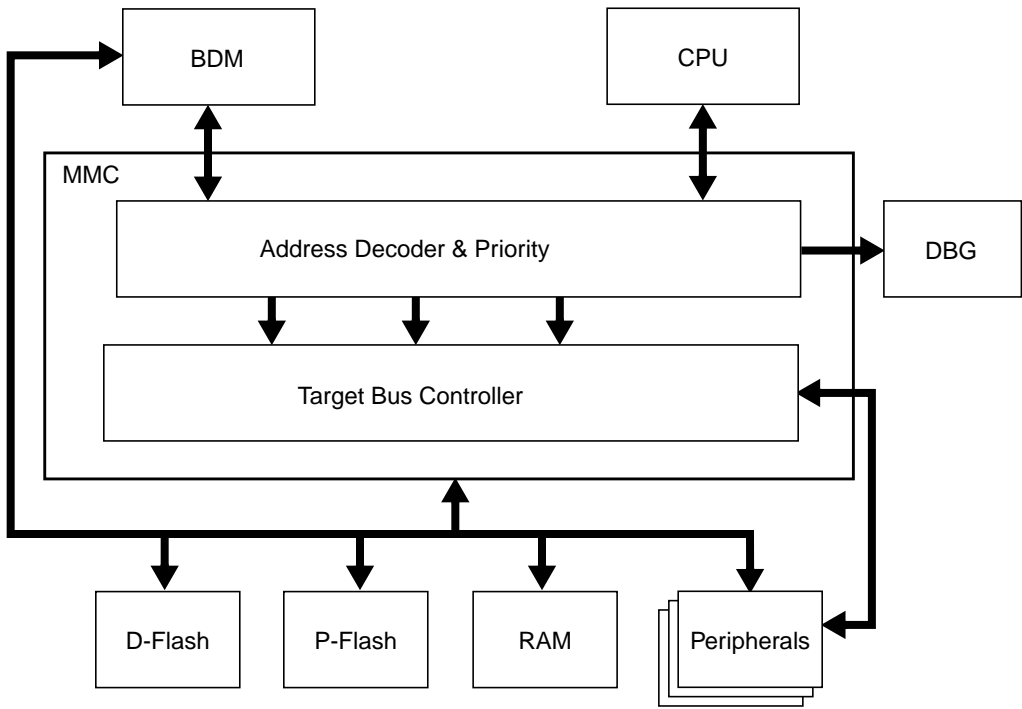 BDM
CPU
MMC
Address Decoder & Priority
DBG
Target Bus Controller
D-Flash
P-Flash
RAM
Peripherals